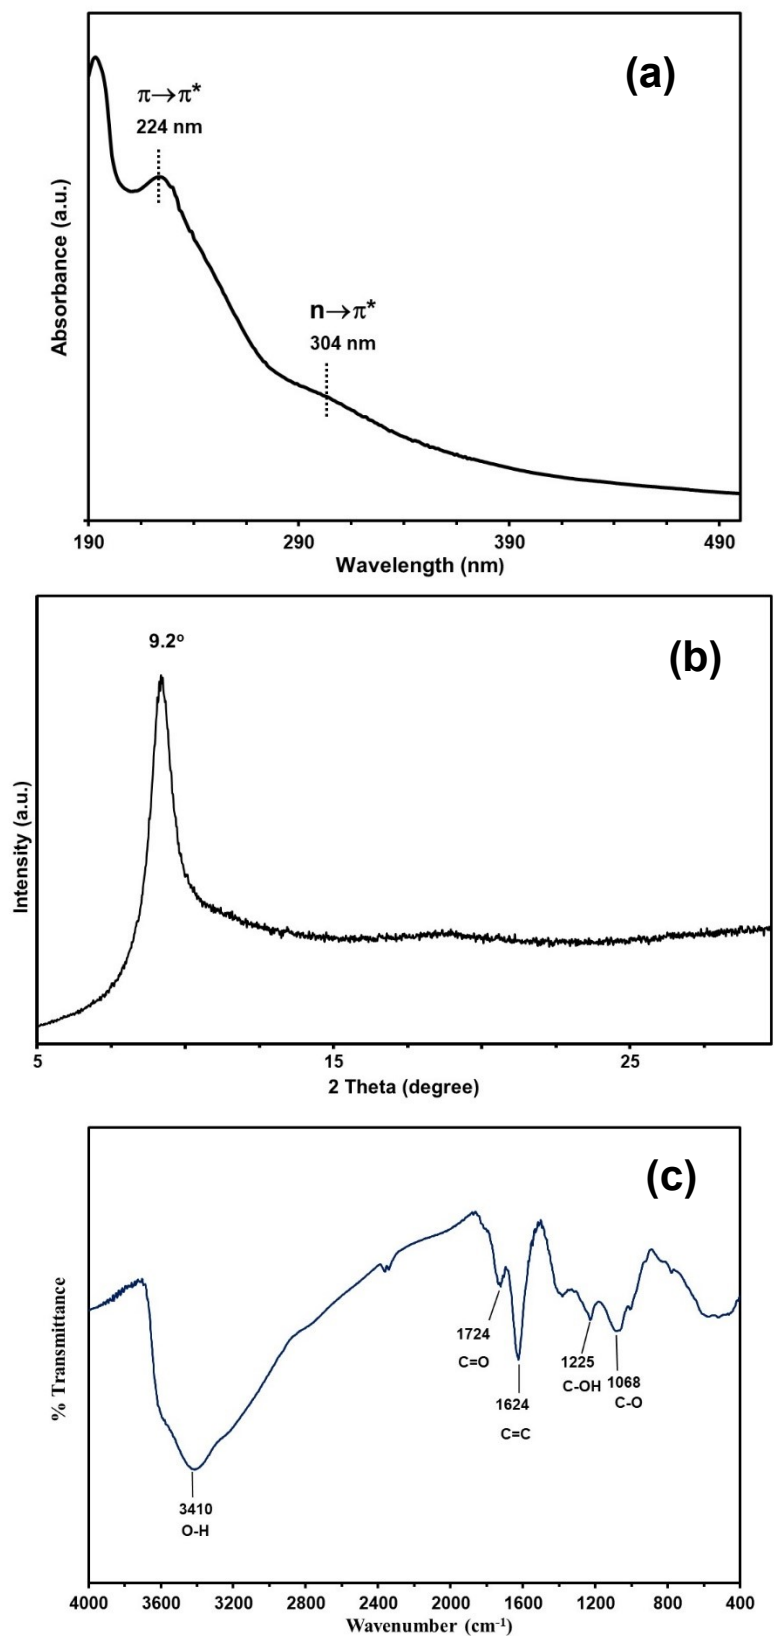 (a)
π→π*
224 nm
n→π*
304 nm
Absorbance (a.u.)
190 290 390 490
Wavelength (nm)
(b)
9.2°
Intensity (a.u.)
5 15 25
2 Theta (degree)
(c)
% Transmittance
1724
C=O
1624
C=C
1225
C-OH
1068
C-O
3410
O-H
4000 3600 3200 2800 2400 2000 1600 1200 800 400
Wavenumber (cm⁻¹)